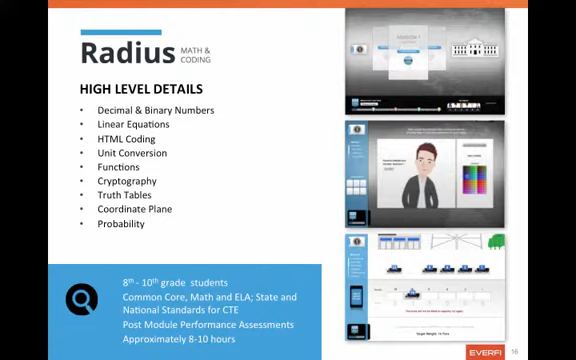 Radius
MATH &
CODING
HIGH LEVEL DETAILS
• Decimal & Binary Numbers
• Linear Equations
• HTML Coding
• Unit Conversion
• Functions
• Cryptography
• Truth Tables
• Coordinate Plane
• Probability
8th - 10th grade students
Common Core, Math and ELA; State and
National Standards for CTE
Post Module Performance Assessments
Approximately 8-10 hours
MISSION 1
EVERFI
16